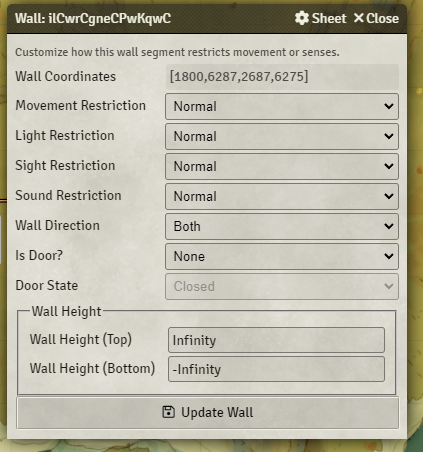 Wall: ilCwrCgneCPwKqwC Sheet Close
Customize how this wall segment restricts movement or senses.
Wall Coordinates [1800,6287,2687,6275]
Movement Restriction Normal
Light Restriction Normal
Sight Restriction Normal
Sound Restriction Normal
Wall Direction Both
Is Door? None
Door State Closed
Wall Height
Wall Height (Top) Infinity
Wall Height (Bottom) -Infinity
Update Wall